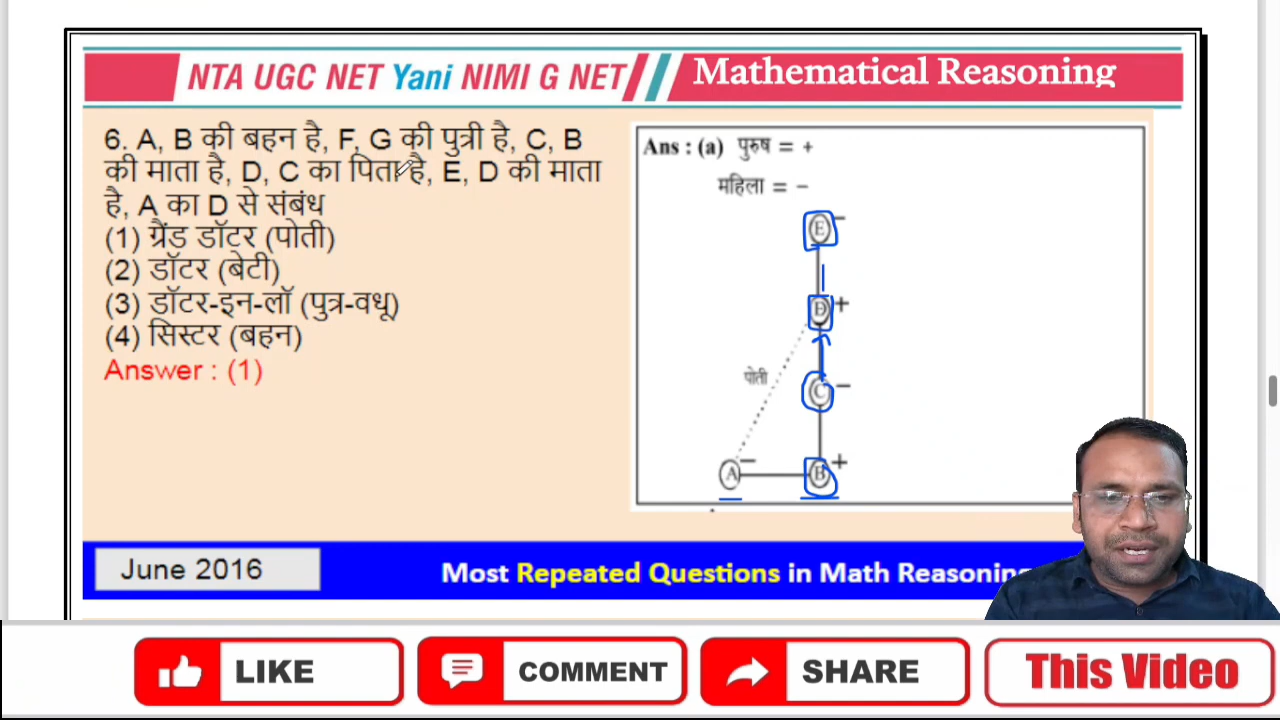 NTA UGC NET Yani NIMI G NET
Mathematical Reasoning
6. A, B की बहन है, F, G की पुत्री है, C, B
की माता है, D, C का पिता है, E, D की माता
है, A का D से संबंध
(1) ग्रैंड डॉटर (पोती)
(2) डॉटर (बेटी)
(3) डॉटर-इन-लॉ (पुत्र-वधू)
(4) सिस्टर (बहन)
Answer : (1)
Ans : (a) पुरुष = +
महिला = −
E −
D +
पोती
C −
A −
B +
June 2016
Most Repeated Questions in Math Reasoning
LIKE
COMMENT
SHARE
This Video